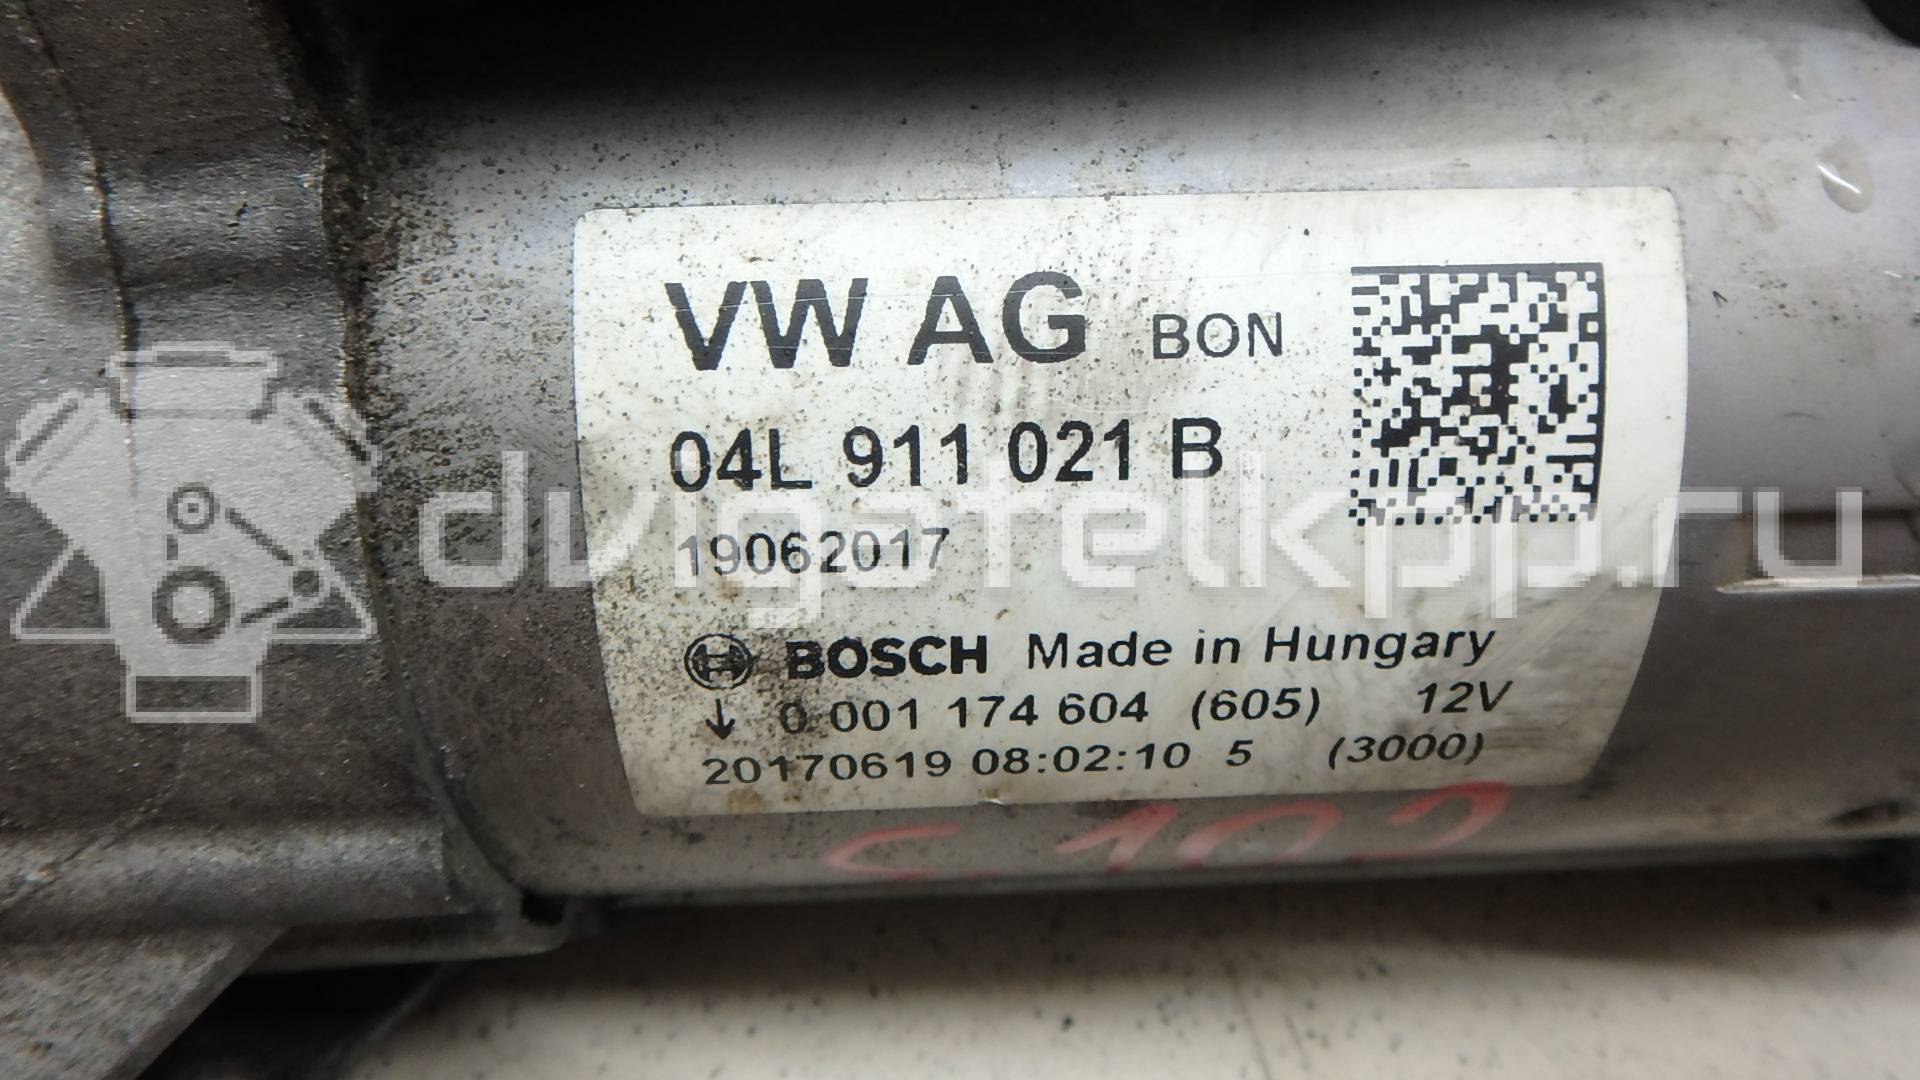 VW AG BON
04L 911 021 B
19062017
dvigatelkpp.ru
BOSCH Made in Hungary
0 001 174 604 (605) 12V
20170619 08:02:10 5 (3000)